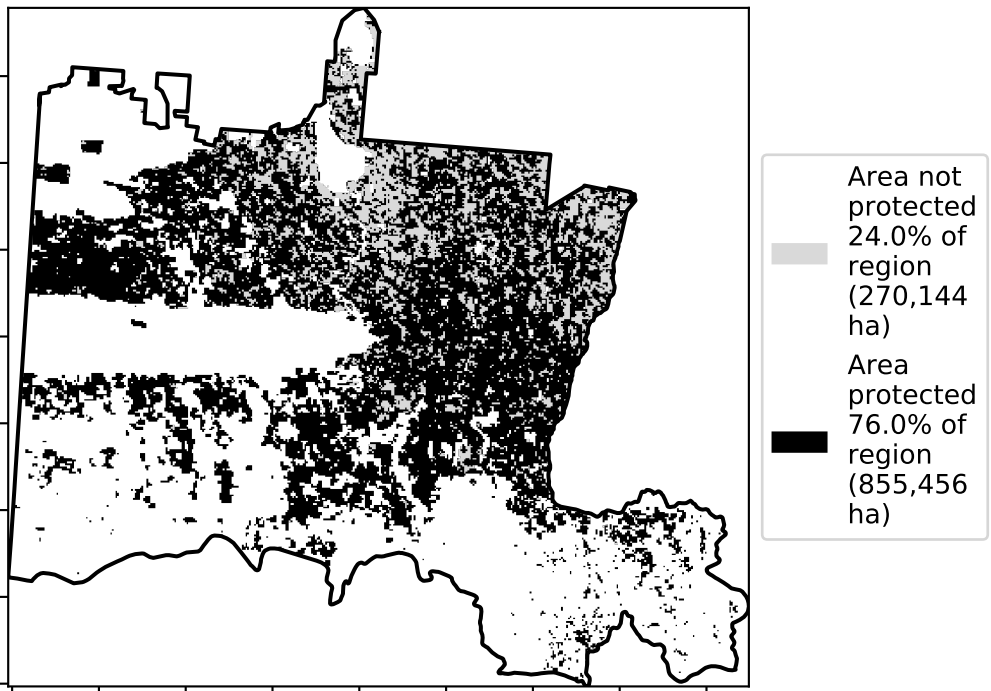 Area not
protected
24.0% of
region
(270,144
ha)
Area
protected
76.0% of
region
(855,456
ha)